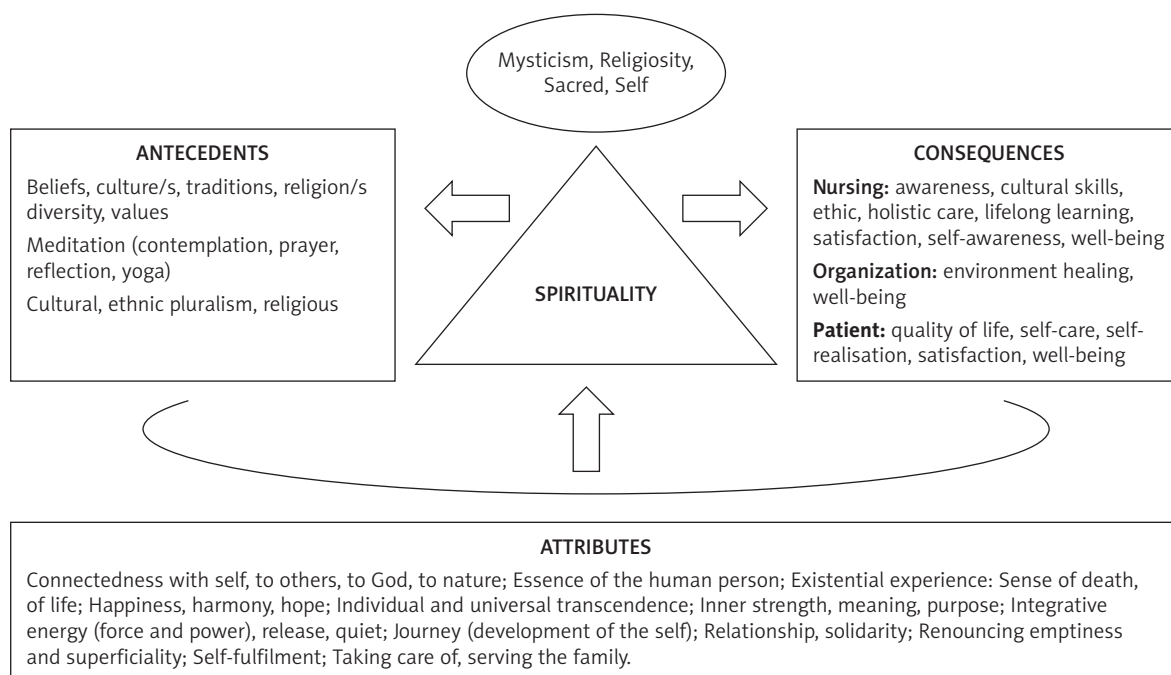 Mysticism, Religiosity,
Sacred, Self
ANTECEDENTS
Beliefs, culture/s, traditions, religion/s
diversity, values
Meditation (contemplation, prayer,
reflection, yoga)
Cultural, ethnic pluralism, religious
SPIRITUALITY
CONSEQUENCES
Nursing: awareness, cultural skills,
ethic, holistic care, lifelong learning,
satisfaction, self-awareness, well-being
Organization: environment healing,
well-being
Patient: quality of life, self-care, self-
realisation, satisfaction, well-being
ATTRIBUTES
Connectedness with self, to others, to God, to nature; Essence of the human person; Existential experience: Sense of death,
of life; Happiness, harmony, hope; Individual and universal transcendence; Inner strength, meaning, purpose; Integrative
energy (force and power), release, quiet; Journey (development of the self); Relationship, solidarity; Renouncing emptiness
and superficiality; Self-fulfilment; Taking care of, serving the family.